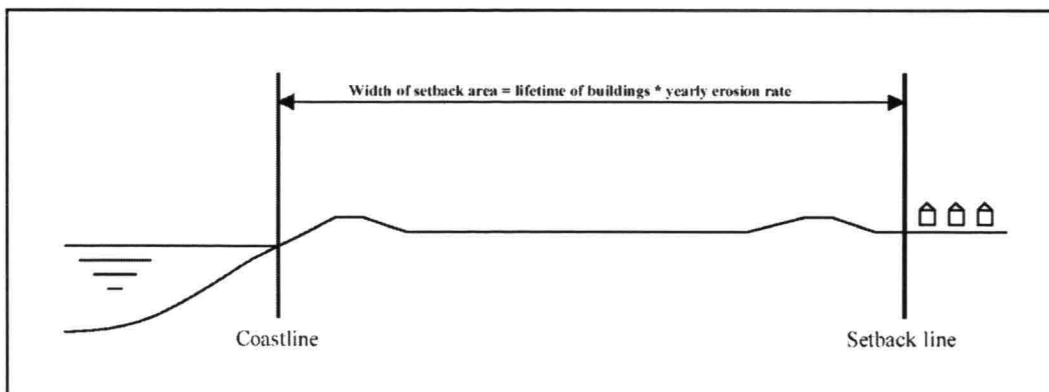 Width of setback area = lifetime of buildings * yearly erosion rate
Coastline
Setback line